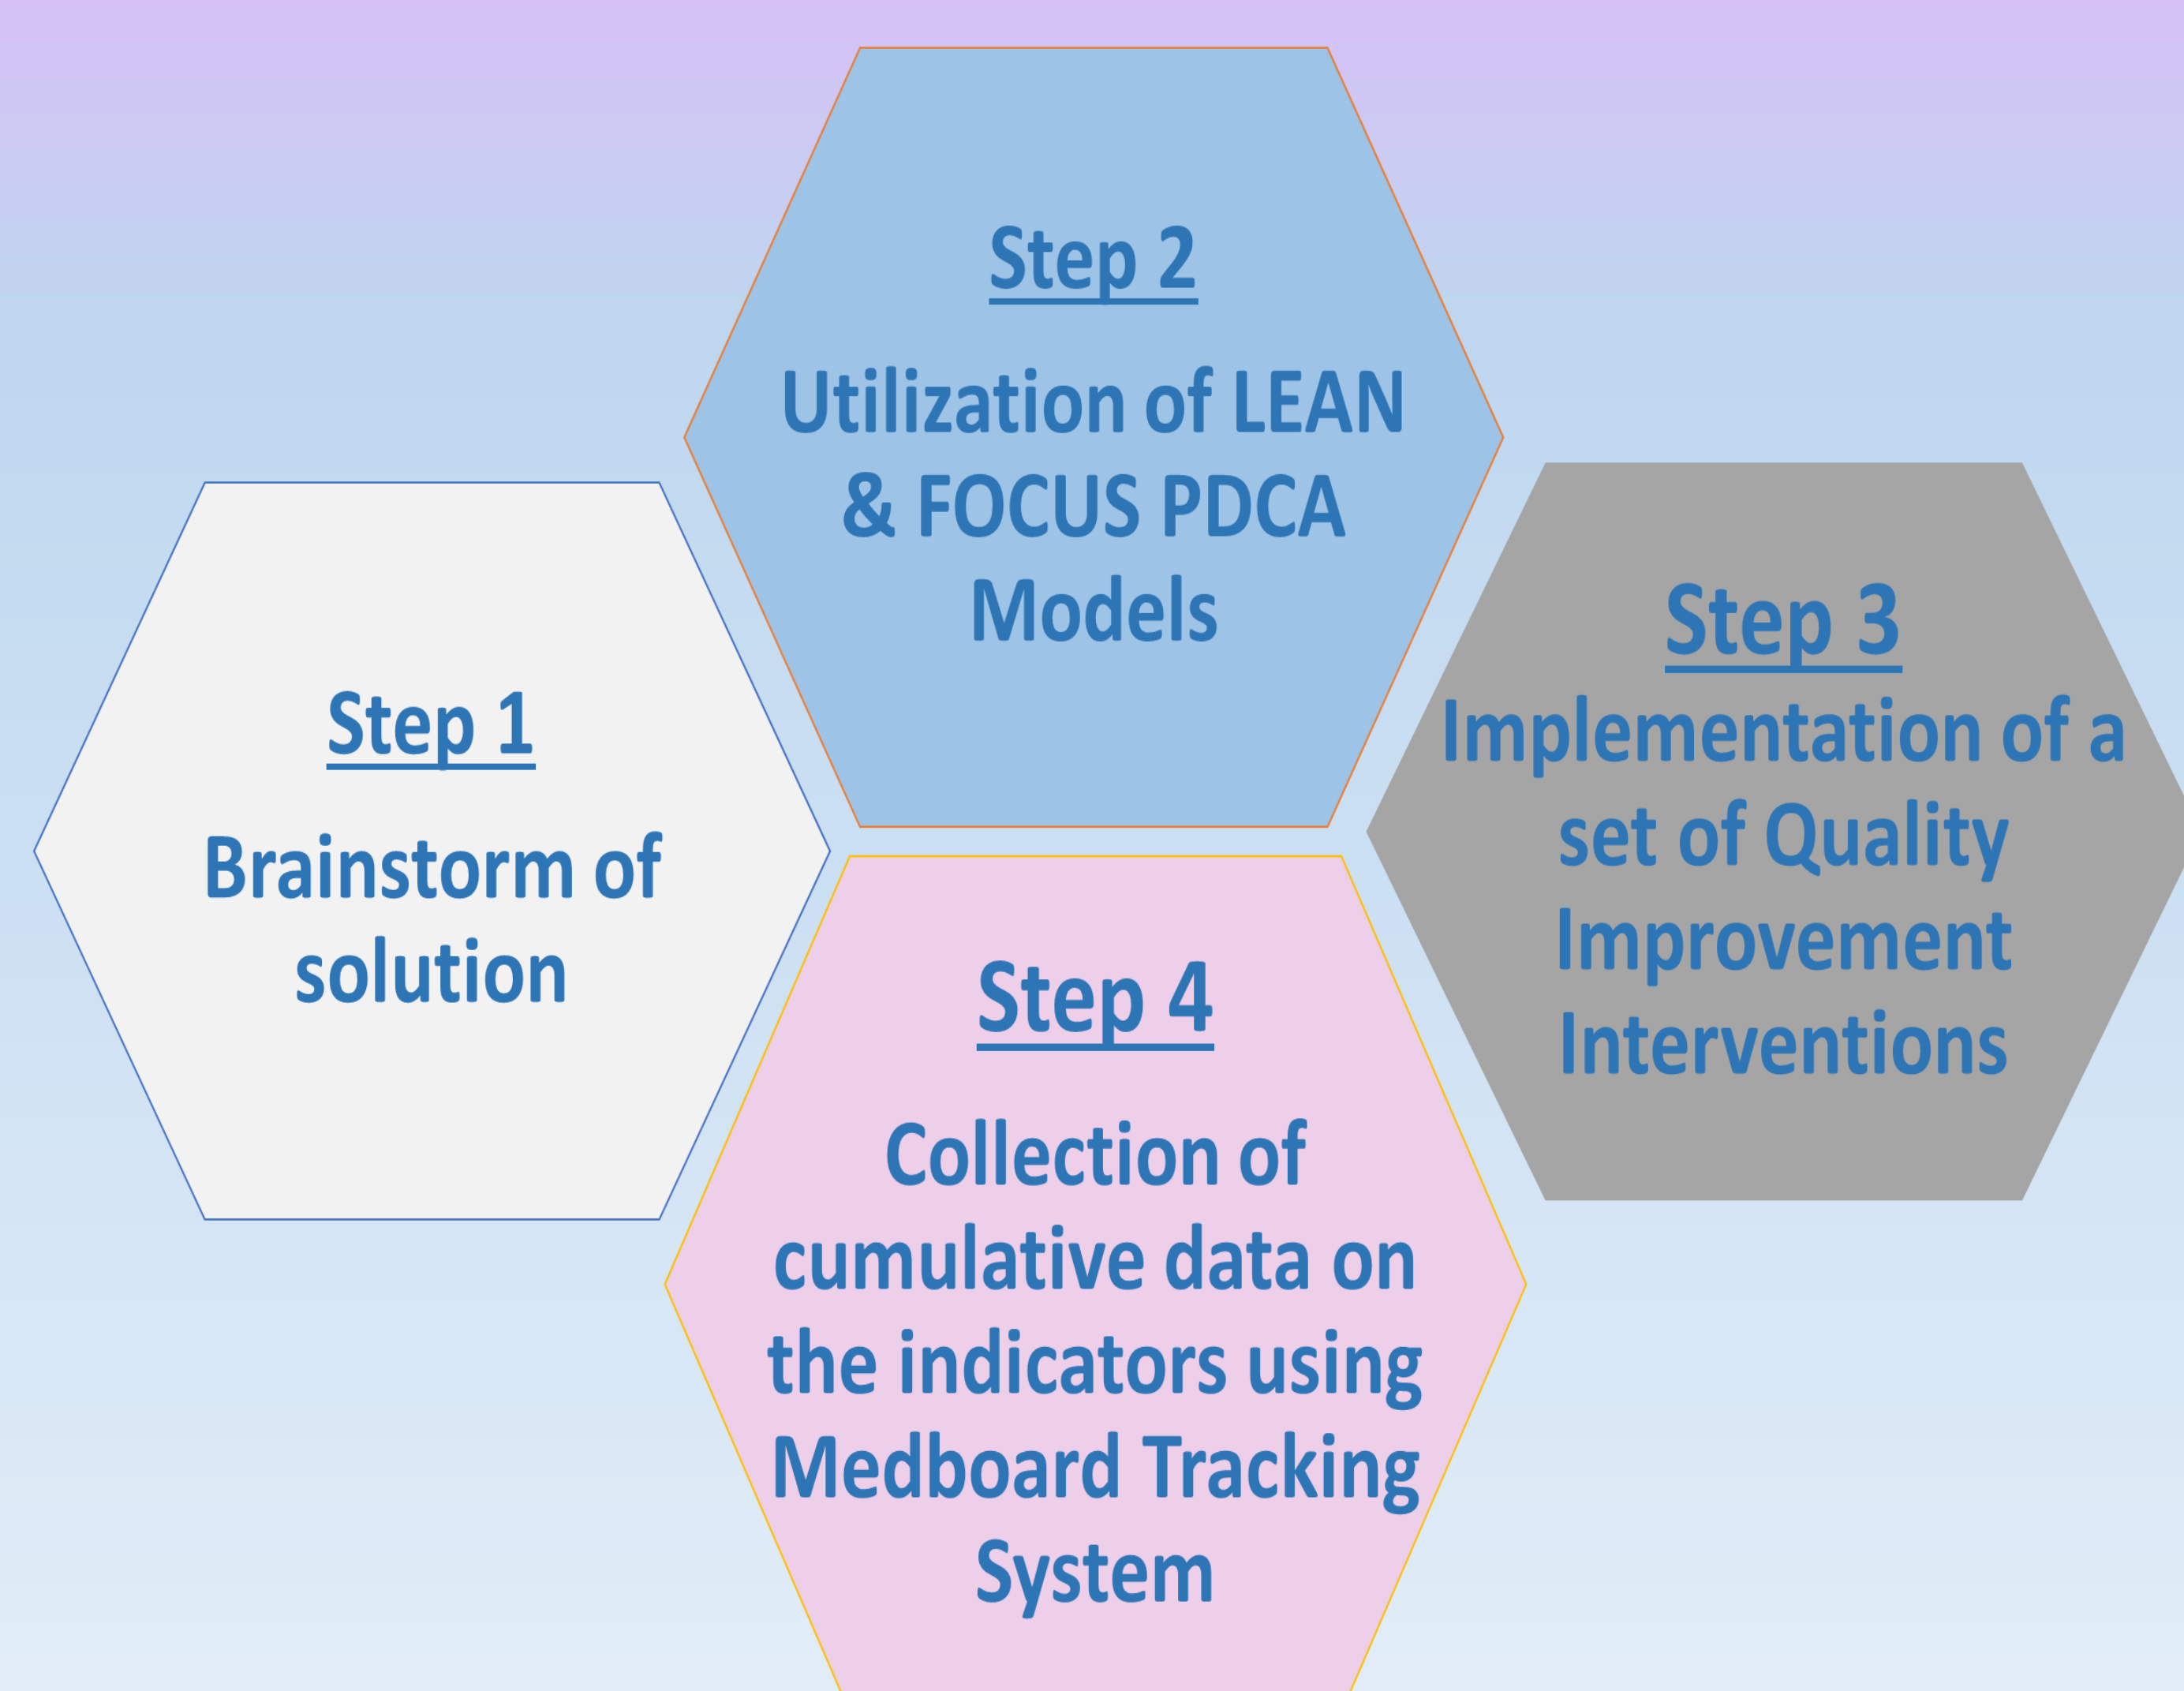 Step 1
Brainstorm of
solution
Step 2
Utilization of LEAN
& FOCUS PDCA
Models
Step 3
Implementation of a
set of Quality
Improvement
Interventions
Step 4
Collection of
cumulative data on
the indicators using
Medboard Tracking
System